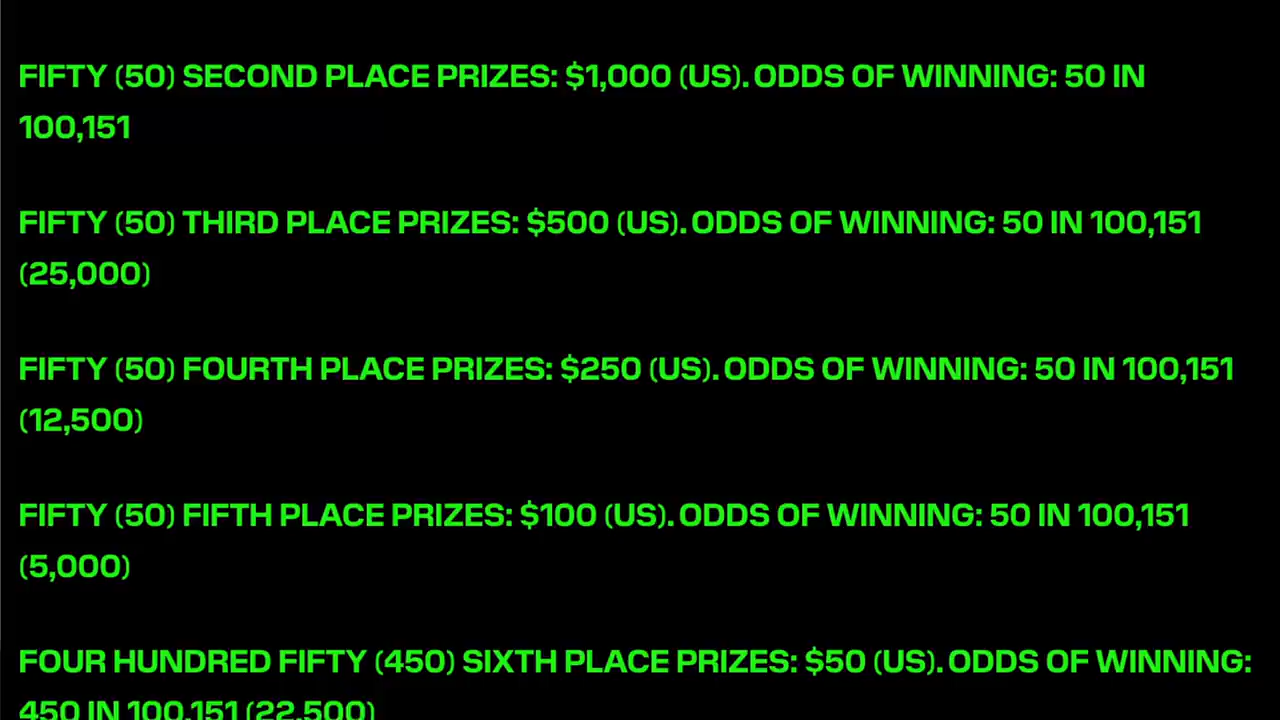 FIFTY (50) SECOND PLACE PRIZES: $1,000 (US). ODDS OF WINNING: 50 IN
100,151
FIFTY (50) THIRD PLACE PRIZES: $500 (US). ODDS OF WINNING: 50 IN 100,151
(25,000)
FIFTY (50) FOURTH PLACE PRIZES: $250 (US). ODDS OF WINNING: 50 IN 100,151
(12,500)
FIFTY (50) FIFTH PLACE PRIZES: $100 (US). ODDS OF WINNING: 50 IN 100,151
(5,000)
FOUR HUNDRED FIFTY (450) SIXTH PLACE PRIZES: $50 (US). ODDS OF WINNING:
450 IN 100,151 (22,500)